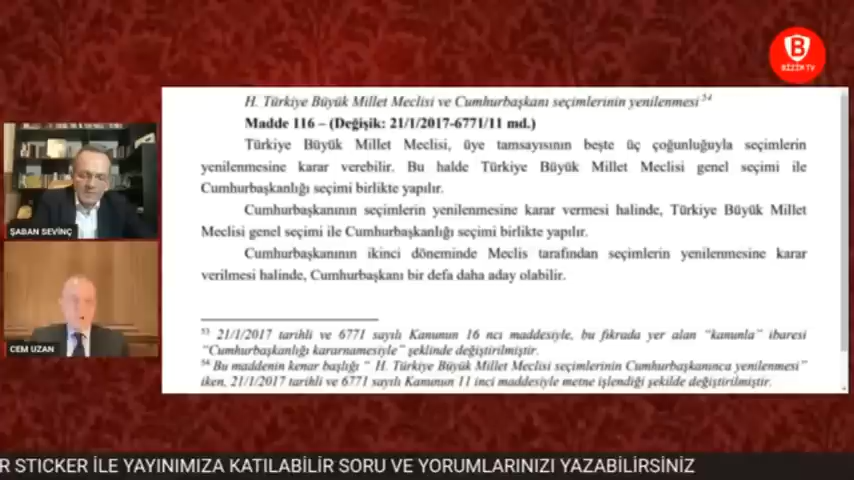 B
BİZİM TV
H. Türkiye Büyük Millet Meclisi ve Cumhurbaşkanı seçimlerinin yenilenmesi 54
Madde 116 – (Değişik: 21/1/2017-6771/11 md.)
Türkiye Büyük Millet Meclisi, üye tamsayısının beşte üç çoğunluğuyla seçimlerin
yenilenmesine karar verebilir. Bu halde Türkiye Büyük Millet Meclisi genel seçimi ile
Cumhurbaşkanlığı seçimi birlikte yapılır.
Cumhurbaşkanının seçimlerin yenilenmesine karar vermesi halinde, Türkiye Büyük Millet
Meclisi genel seçimi ile Cumhurbaşkanlığı seçimi birlikte yapılır.
Cumhurbaşkanının ikinci döneminde Meclis tarafından seçimlerin yenilenmesine karar
verilmesi halinde, Cumhurbaşkanı bir defa daha aday olabilir.
53 21/1/2017 tarihli ve 6771 sayılı Kanunun 16 ncı maddesiyle, bu fıkrada yer alan “kanunla” ibaresi
“Cumhurbaşkanlığı kararnamesiyle” şeklinde değiştirilmiştir.
54 Bu maddenin kenar başlığı “ H. Türkiye Büyük Millet Meclisi seçimlerinin Cumhurbaşkanınca yenilenmesi”
iken, 21/1/2017 tarihli ve 6771 sayılı Kanunun 11 inci maddesiyle metne işlendiği şekilde değiştirilmiştir.
ŞABAN SEVİNÇ
CEM UZAN
R STICKER İLE YAYINIMIZA KATILABİLİR SORU VE YORUMLARINIZI YAZABİLİRSİNİZ